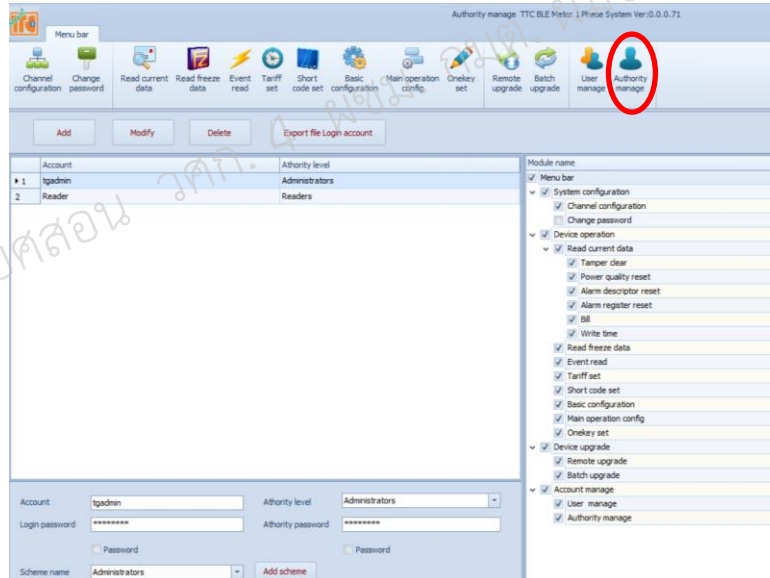 Authority manage TTC BLE Meter 1 Phase System Ver:0.0.0.71
TTC
Menu bar
Channel configuration
Change password
Read current data
Read freeze data
Event read
Tariff set
Short code set
Basic configuration
Main operation config.
Onekey set
Remote upgrade
Batch upgrade
User manage
Authority manage
Add Modify Delete Export file Login account
Account Athority level
1 tgadmin Administrators
2 Reader Readers
Module name
Menu bar
System configuration
Channel configuration
Change password
Device operation
Read current data
Tamper clear
Power quality reset
Alarm descriptor reset
Alarm register reset
Bill
Write time
Read freeze data
Event read
Tariff set
Short code set
Basic configuration
Main operation config
Onekey set
Device upgrade
Remote upgrade
Batch upgrade
Account manage
User manage
Authority manage
Account tgadmin Athority level Administrators
Login password ******** Athority password ********
Password Password
Scheme name Administrators Add scheme